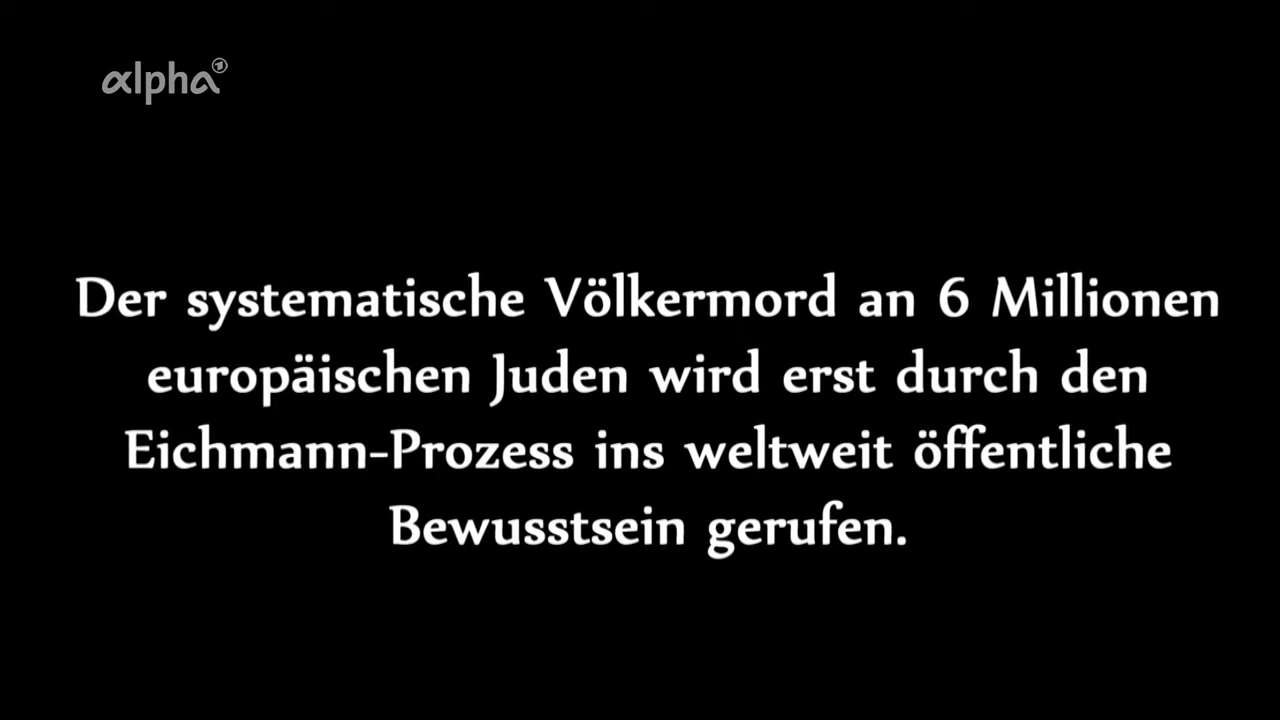 alpha
Der systematische Völkermord an 6 Millionen
europäischen Juden wird erst durch den
Eichmann-Prozess ins weltweit öffentliche
Bewusstsein gerufen.